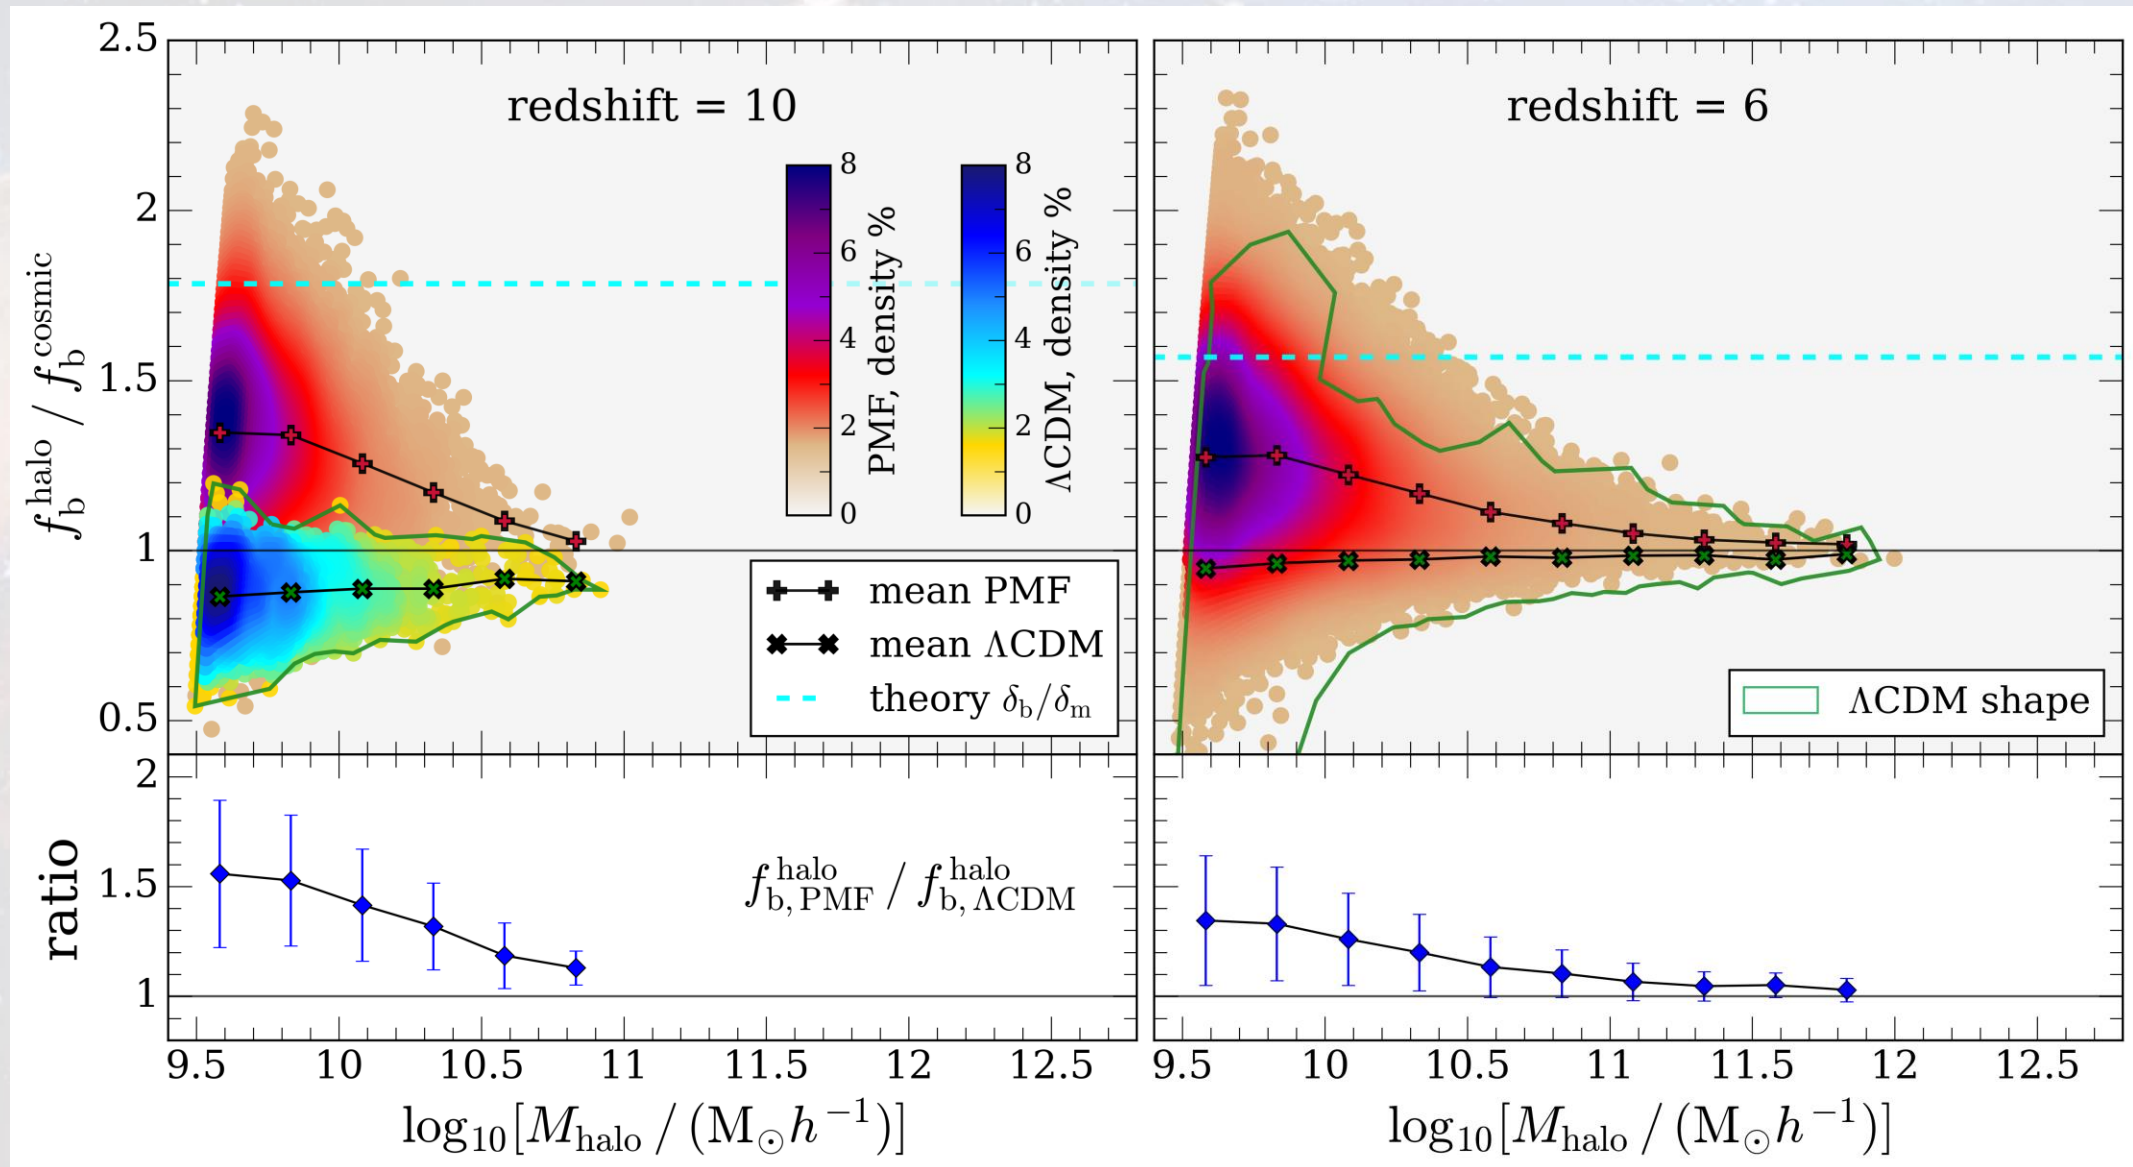 redshift = 10
redshift = 6
2.5
2
1.5
1
0.5
f_b^halo / f_b^cosmic
8
6
4
2
0
PMF, density %
8
6
4
2
0
ΛCDM, density %
mean PMF
mean ΛCDM
theory δ_b/δ_m
ΛCDM shape
2
1.5
1
ratio
f_b,PMF^halo / f_b,ΛCDM^halo
9.5 10 10.5 11 11.5 12 12.5
9.5 10 10.5 11 11.5 12 12.5
log₁₀[M_halo / (M_⊙ h⁻¹)]
log₁₀[M_halo / (M_⊙ h⁻¹)]